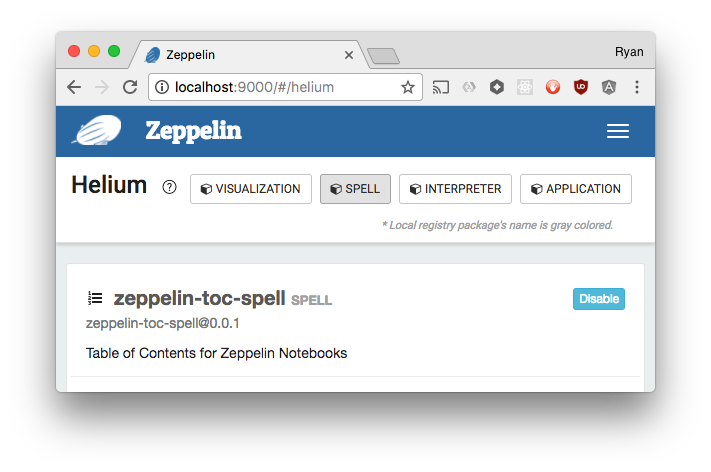 Zeppelin
Ryan
localhost:9000/#/helium
Zeppelin
Helium
VISUALIZATION
SPELL
INTERPRETER
APPLICATION
* Local registry package's name is gray colored.
zeppelin-toc-spell SPELL
Disable
zeppelin-toc-spell@0.0.1
Table of Contents for Zeppelin Notebooks